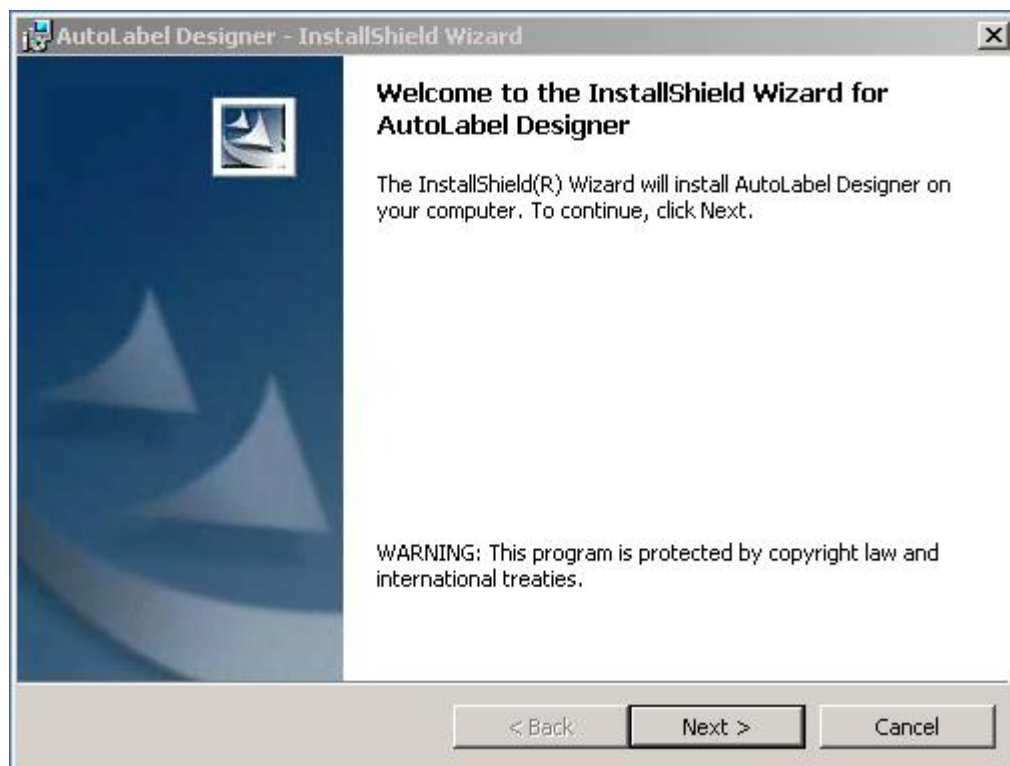 AutoLabel Designer - InstallShield Wizard
Welcome to the InstallShield Wizard for
AutoLabel Designer
The InstallShield(R) Wizard will install AutoLabel Designer on
your computer. To continue, click Next.
WARNING: This program is protected by copyright law and
international treaties.
< Back
Next >
Cancel